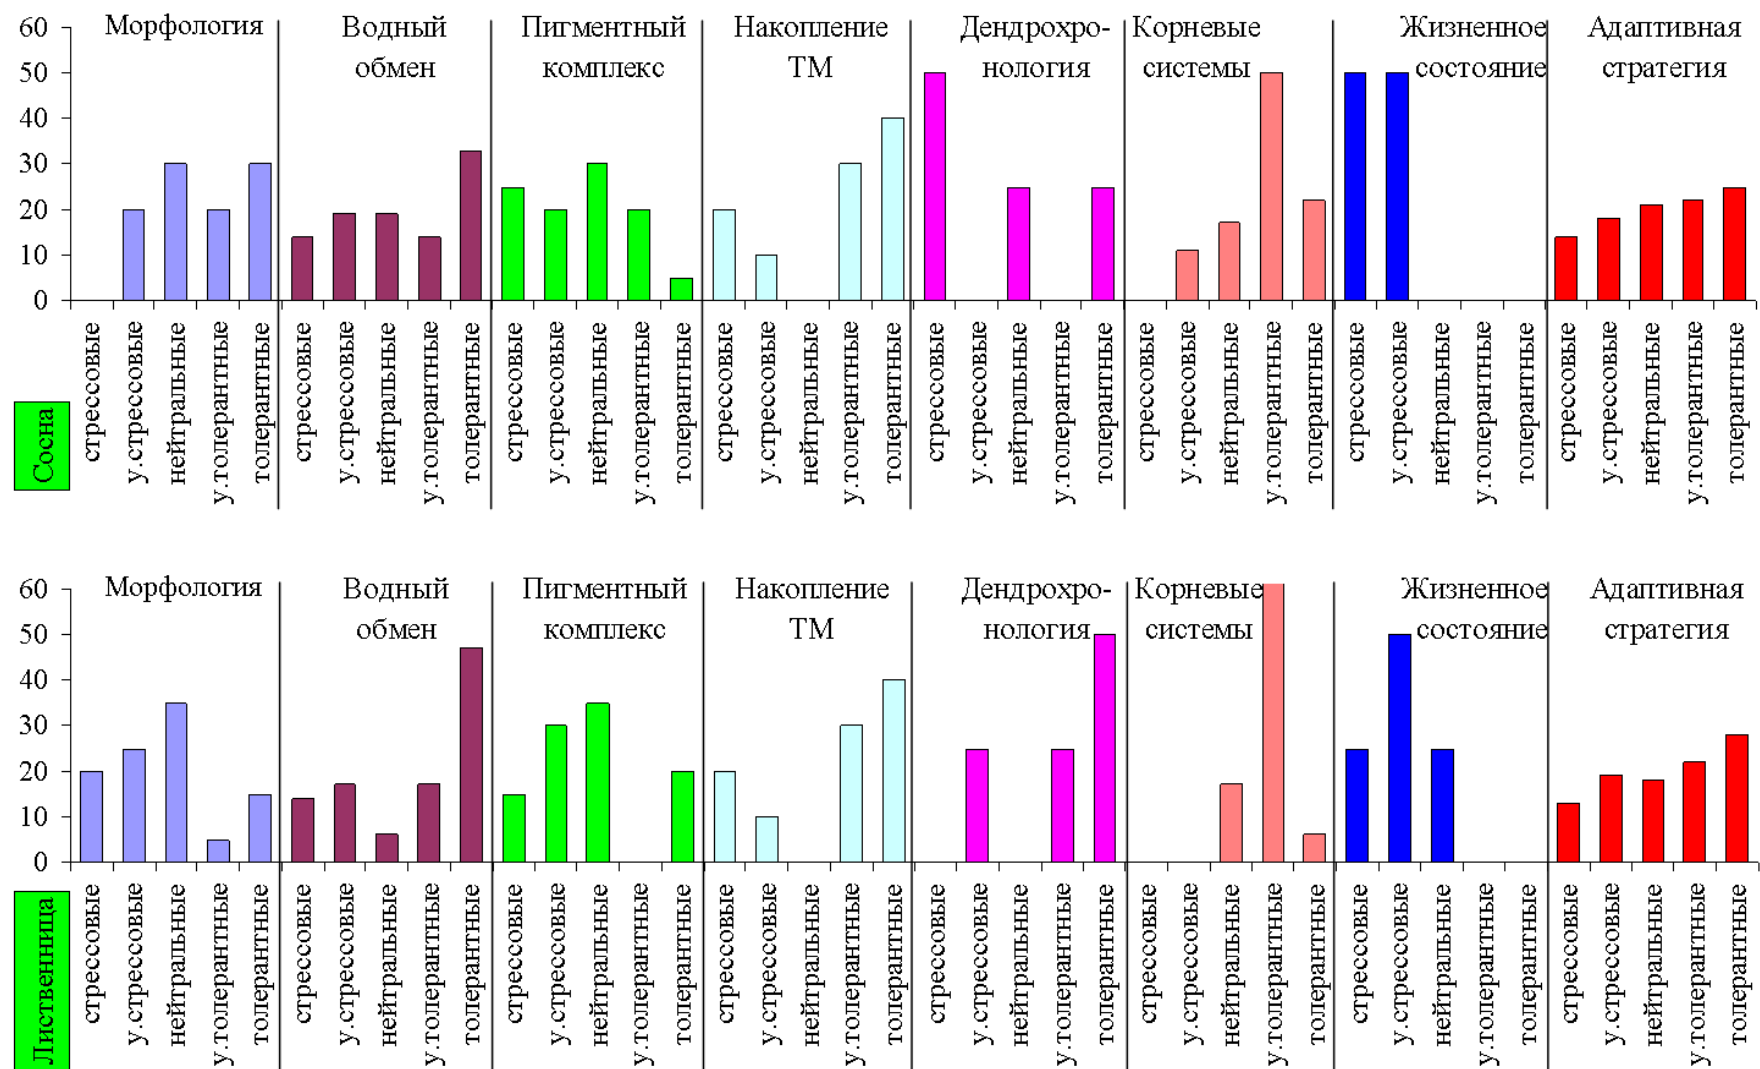 Морфология
Водный
обмен
Пигментный
комплекс
Накопление
ТМ
Дендрохро-
нология
Корневые
системы
Жизненное
состояние
Адаптивная
стратегия
60
50
40
30
20
10
0
стрессовые
у.стрессовые
нейтральные
у.толерантные
толерантные
стрессовые
у.стрессовые
нейтральные
у.толерантные
толерантные
стрессовые
у.стрессовые
нейтральные
у.толерантные
толерантные
стрессовые
у.стрессовые
нейтральные
у.толерантные
толерантные
стрессовые
у.стрессовые
нейтральные
у.толерантные
толерантные
стрессовые
у.стрессовые
нейтральные
у.толерантные
толерантные
стрессовые
у.стрессовые
нейтральные
у.толерантные
толерантные
стрессовые
у.стрессовые
нейтральные
у.толерантные
толерантные
Сосна
Морфология
Водный
обмен
Пигментный
комплекс
Накопление
ТМ
Дендрохро-
нология
Корневые
системы
Жизненное
состояние
Адаптивная
стратегия
60
50
40
30
20
10
0
стрессовые
у.стрессовые
нейтральные
у.толерантные
толерантные
стрессовые
у.стрессовые
нейтральные
у.толерантные
толерантные
стрессовые
у.стрессовые
нейтральные
у.толерантные
толерантные
стрессовые
у.стрессовые
нейтральные
у.толерантные
толерантные
стрессовые
у.стрессовые
нейтральные
у.толерантные
толерантные
стрессовые
у.стрессовые
нейтральные
у.толерантные
толерантные
стрессовые
у.стрессовые
нейтральные
у.толерантные
толерантные
стрессовые
у.стрессовые
нейтральные
у.толерантные
толерантные
Лиственница